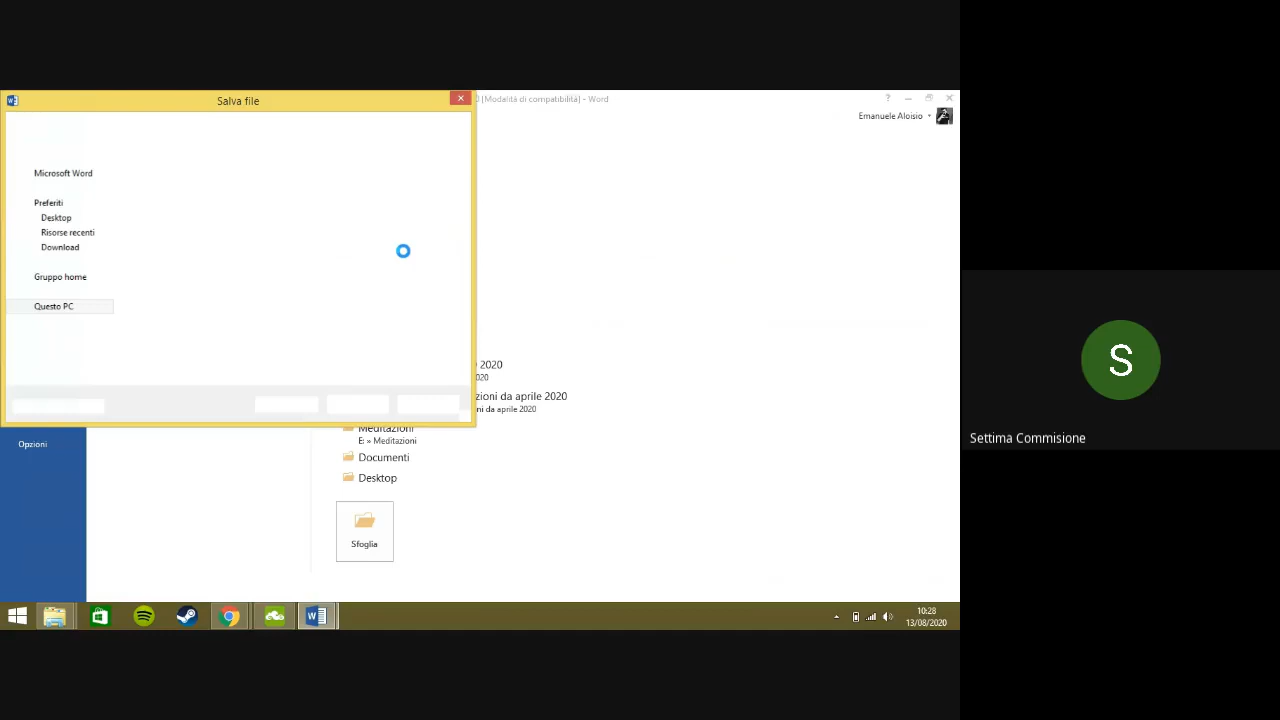 Salva file
[Modalità di compatibilità] - Word
?
Emanuele Aloisio
Microsoft Word
Preferiti
Desktop
Risorse recenti
Download
Gruppo home
Questo PC
2020
2020
zioni da aprile 2020
ni da aprile 2020
Meditazioni
E: » Meditazioni
Documenti
Desktop
Sfoglia
Opzioni
10:28
13/08/2020
S
Settima Commisione